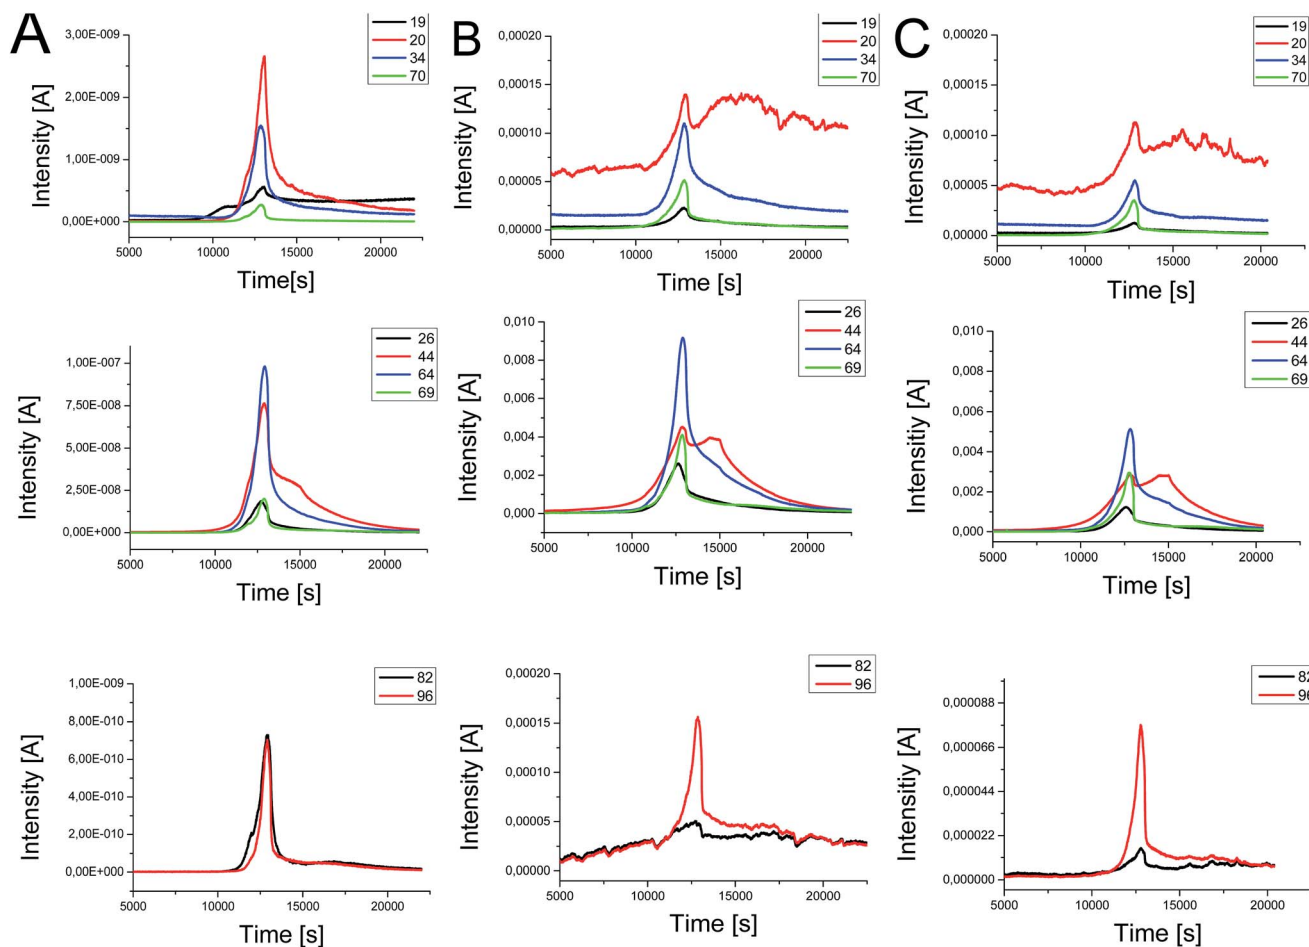 A
3,00E-009
2,00E-009
1,00E-009
0,00E+000
Intensity [A]
5000 10000 15000 20000
Time[s]
19
20
34
70
B
0,00020
0,00015
0,00010
0,00005
0,00000
Intensity [A]
5000 10000 15000 20000
Time [s]
19
20
34
70
C
0,00020
0,00015
0,00010
0,00005
0,00000
Intensitiy [A]
5000 10000 15000 20000
Time [s]
19
20
34
70
1,00E-007
7,50E-008
5,00E-008
2,50E-008
0,00E+000
Intensity [A]
5000 10000 15000 20000
Time [s]
26
44
64
69
0,010
0,008
0,006
0,004
0,002
0,000
Intensity [A]
5000 10000 15000 20000
Time [s]
26
44
64
69
0,010
0,008
0,006
0,004
0,002
0,000
Intensitiy [A]
5000 10000 15000 20000
Time [s]
26
44
64
69
1,00E-009
8,00E-010
6,00E-010
4,00E-010
2,00E-010
0,00E+000
Intensity [A]
5000 10000 15000 20000
Time [s]
82
96
0,00020
0,00015
0,00010
0,00005
0,00000
Intensity [A]
5000 10000 15000 20000
Time [s]
82
96
0,000088
0,000066
0,000044
0,000022
0,000000
Intensitiy [A]
5000 10000 15000 20000
Time [s]
82
96